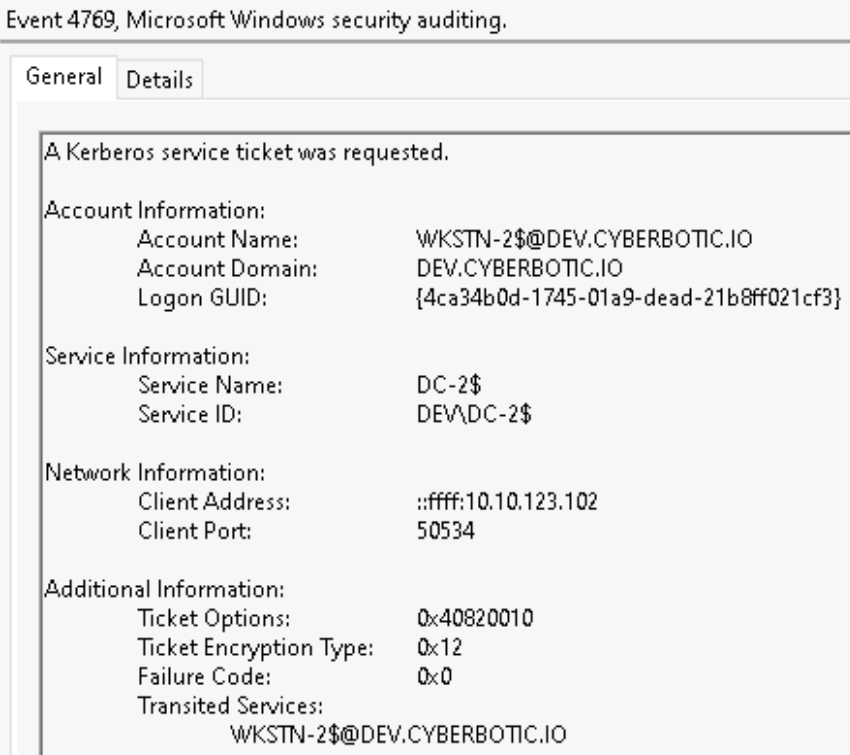 Event 4769, Microsoft Windows security auditing.
General Details
A Kerberos service ticket was requested.
Account Information:
Account Name: WKSTN-2$@DEV.CYBERBOTIC.IO
Account Domain: DEV.CYBERBOTIC.IO
Logon GUID: {4ca34b0d-1745-01a9-dead-21b8ff021cf3}
Service Information:
Service Name: DC-2$
Service ID: DEV\DC-2$
Network Information:
Client Address: ::ffff:10.10.123.102
Client Port: 50534
Additional Information:
Ticket Options: 0x40820010
Ticket Encryption Type: 0x12
Failure Code: 0x0
Transited Services:
WKSTN-2$@DEV.CYBERBOTIC.IO